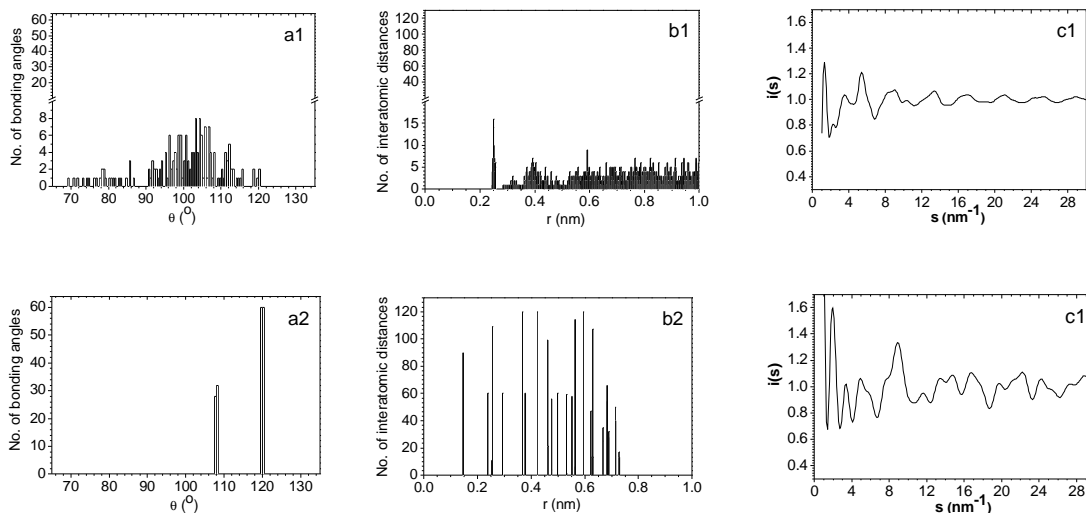 60
50
40
30
20
10
8
6
4
2
0
No. of bonding angles
a1
70 80 90 100 110 120 130
θ (o)
120
100
80
60
40
20
15
10
5
0
No. of interatomic distances
b1
0.0 0.2 0.4 0.6 0.8 1.0
r (nm)
1.6
1.4
1.2
1.0
0.8
0.6
0.4
i(s)
c1
0 4 8 12 16 20 24 28
s (nm-1)
60
50
40
30
20
10
0
No. of bonding angles
a2
70 80 90 100 110 120 130
θ (o)
120
100
80
60
40
20
0
No. of interatomic distances
b2
0.0 0.2 0.4 0.6 0.8 1.0
r (nm)
1.6
1.4
1.2
1.0
0.8
0.6
0.4
i(s)
c1
0 4 8 12 16 20 24 28
s (nm-1)